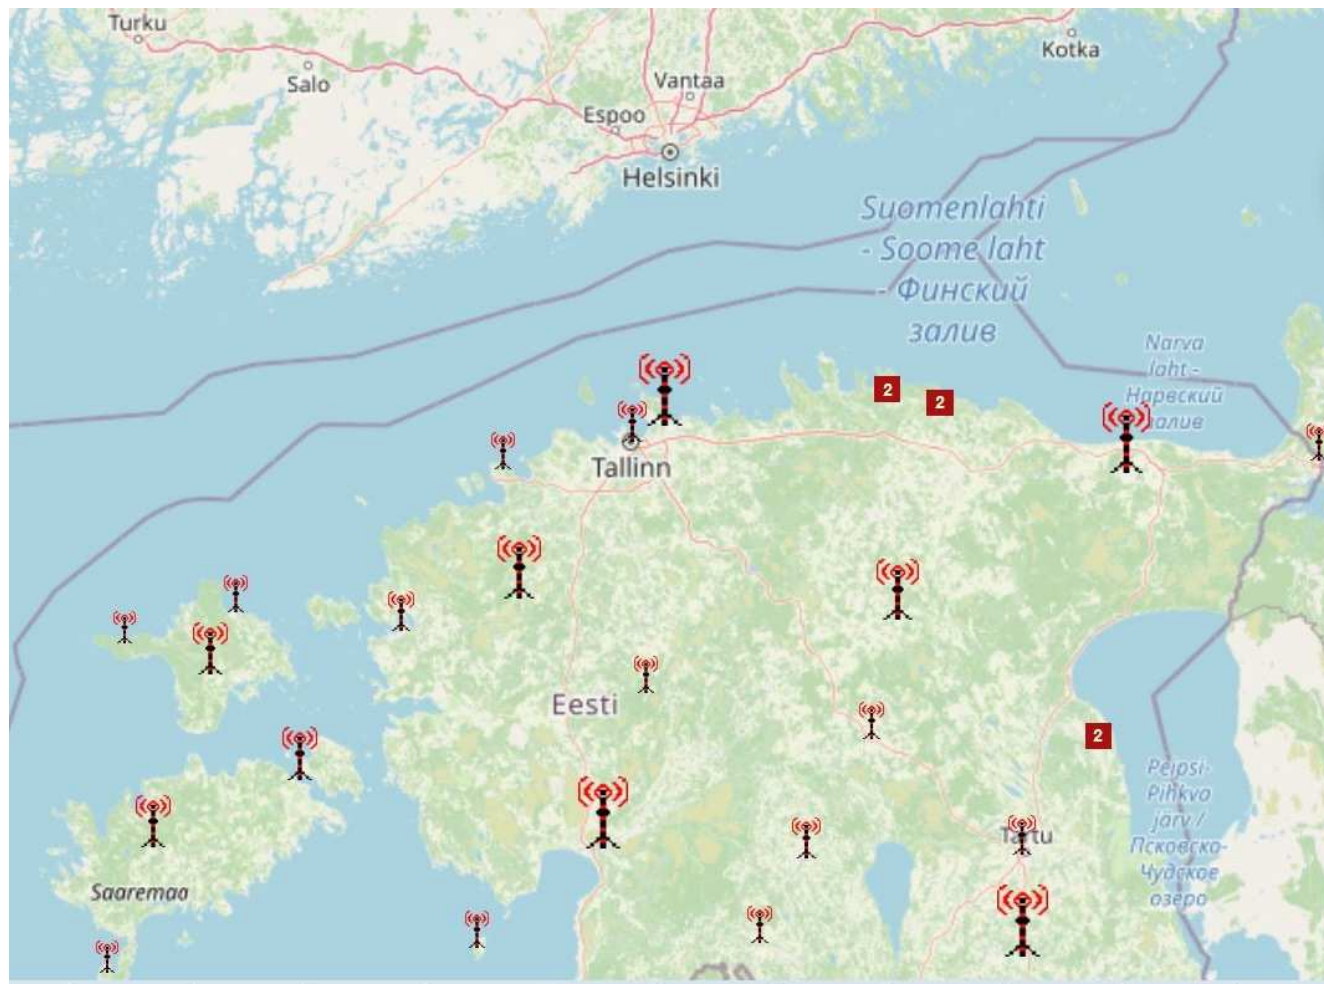 Turku
Salo
Kotka
Vantaa
Espoo
Helsinki
Suomenlahti
- Soome laht
- Финский
залив
Narva
laht -
Нарвский
залив
2
2
Tallinn
Eesti
2
Peipsi-
Pihkva
järv /
Псковско-
Чудское
озеро
Tartu
Saaremaa